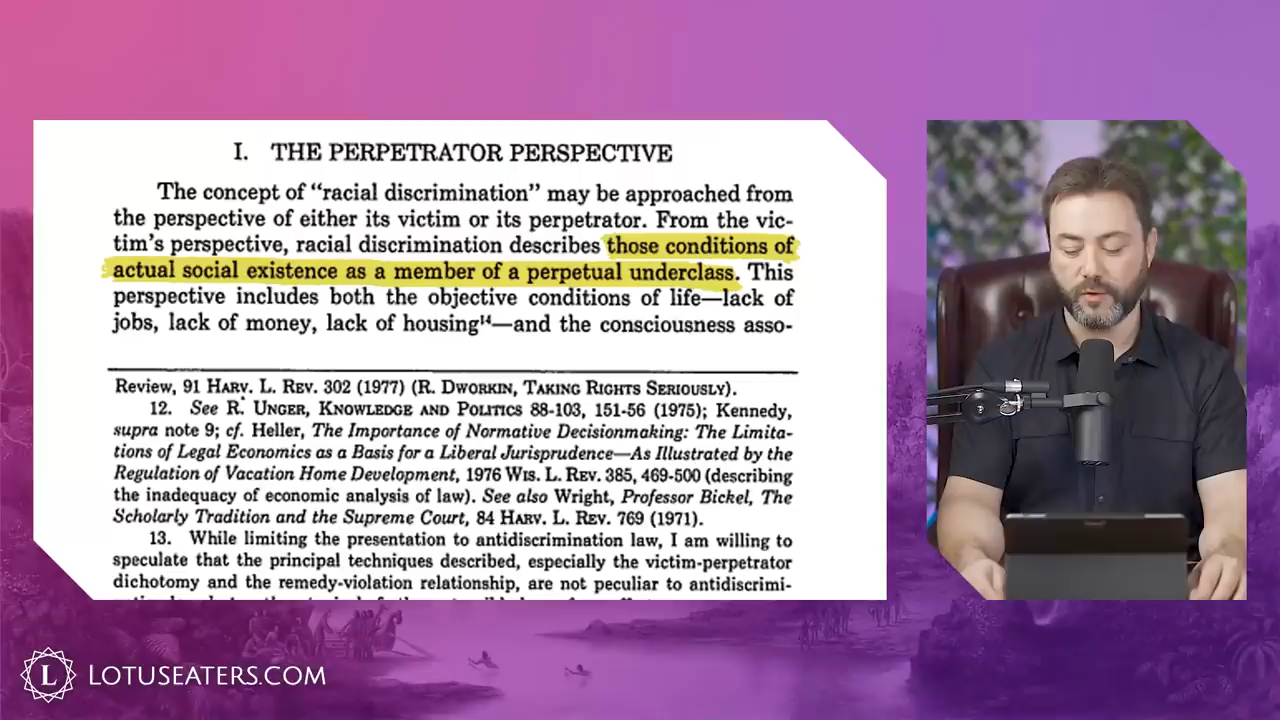 I. THE PERPETRATOR PERSPECTIVE
The concept of “racial discrimination” may be approached from
the perspective of either its victim or its perpetrator. From the vic-
tim’s perspective, racial discrimination describes those conditions of
actual social existence as a member of a perpetual underclass. This
perspective includes both the objective conditions of life—lack of
jobs, lack of money, lack of housing¹⁴—and the consciousness asso-
Review, 91 HARV. L. REV. 302 (1977) (R. DWORKIN, TAKING RIGHTS SERIOUSLY).
12. See R. UNGER, KNOWLEDGE AND POLITICS 88-103, 151-56 (1975); Kennedy,
supra note 9; cf. Heller, The Importance of Normative Decisionmaking: The Limita-
tions of Legal Economics as a Basis for a Liberal Jurisprudence—As Illustrated by the
Regulation of Vacation Home Development, 1976 WIS. L. REV. 385, 469-500 (describing
the inadequacy of economic analysis of law). See also Wright, Professor Bickel, The
Scholarly Tradition and the Supreme Court, 84 HARV. L. REV. 769 (1971).
13. While limiting the presentation to antidiscrimination law, I am willing to
speculate that the principal techniques described, especially the victim-perpetrator
dichotomy and the remedy-violation relationship, are not peculiar to antidiscrimi-
L LOTUSEATERS.COM